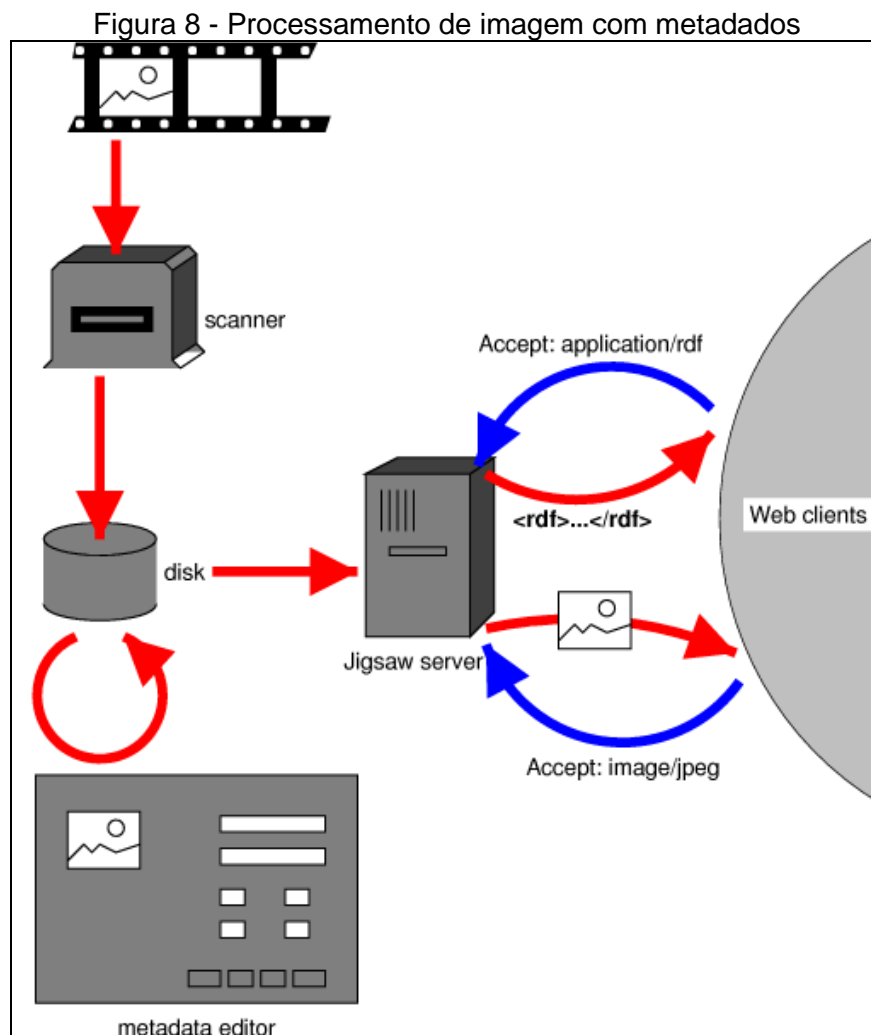 Figura 8 - Processamento de imagem com metadados
scanner
Accept: application/rdf
<rdf>...</rdf>
Web clients
disk
Jigsaw server
Accept: image/jpeg
metadata editor